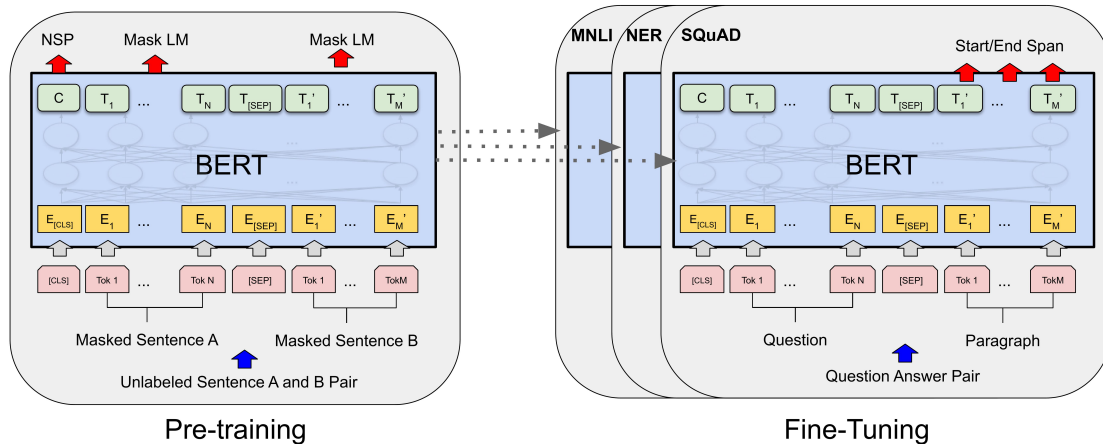 NSP Mask LM Mask LM
C T1 ... TN T[SEP] T1' ... TM'
...
BERT
...
E[CLS] E1 ... EN E[SEP] E1' ... EM'
[CLS] Tok 1 ... Tok N [SEP] Tok 1 ... TokM
Masked Sentence A Masked Sentence B
Unlabeled Sentence A and B Pair
Pre-training
MNLI NER SQuAD
Start/End Span
C T1 ... TN T[SEP] T1' ... TM'
...
BERT
...
E[CLS] E1 ... EN E[SEP] E1' ... EM'
[CLS] Tok 1 ... Tok N [SEP] Tok 1 ... TokM
Question Paragraph
Question Answer Pair
Fine-Tuning